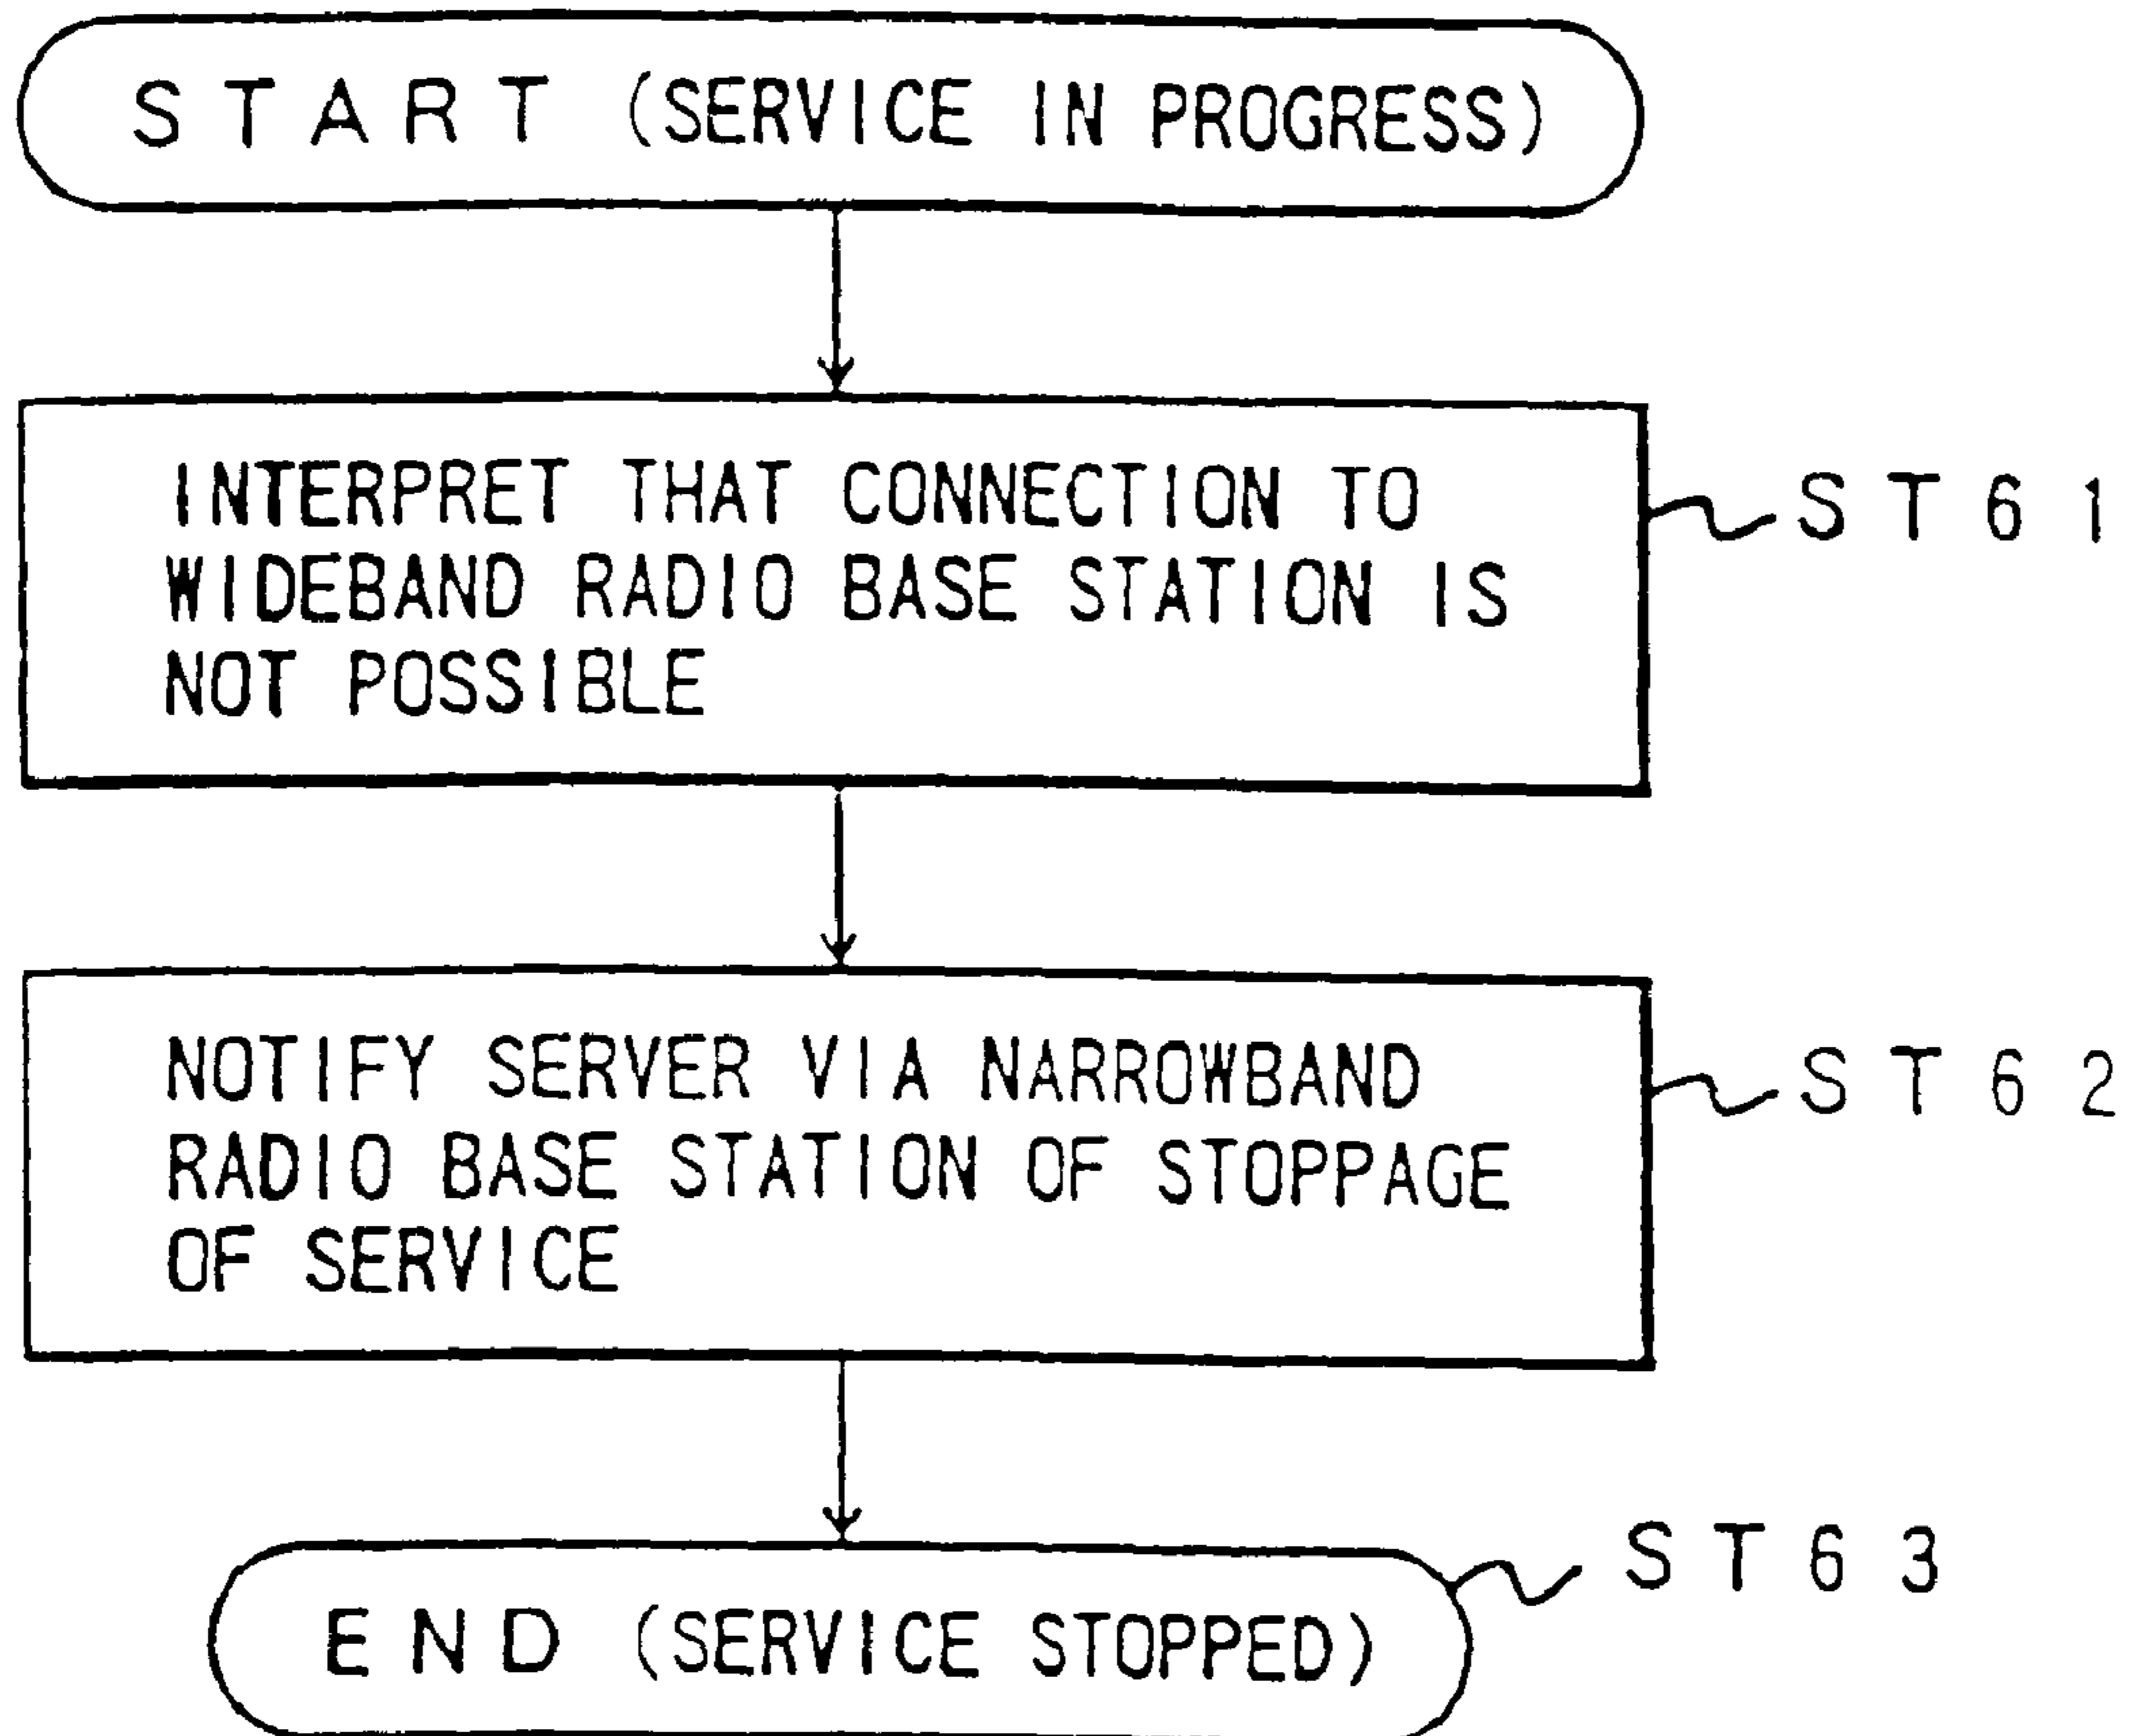 START (SERVICE IN PROGRESS)
INTERPRET THAT CONNECTION TO
WIDEBAND RADIO BASE STATION IS
NOT POSSIBLE
ST61
NOTIFY SERVER VIA NARROWBAND
RADIO BASE STATION OF STOPPAGE
OF SERVICE
ST62
END (SERVICE STOPPED)
ST63